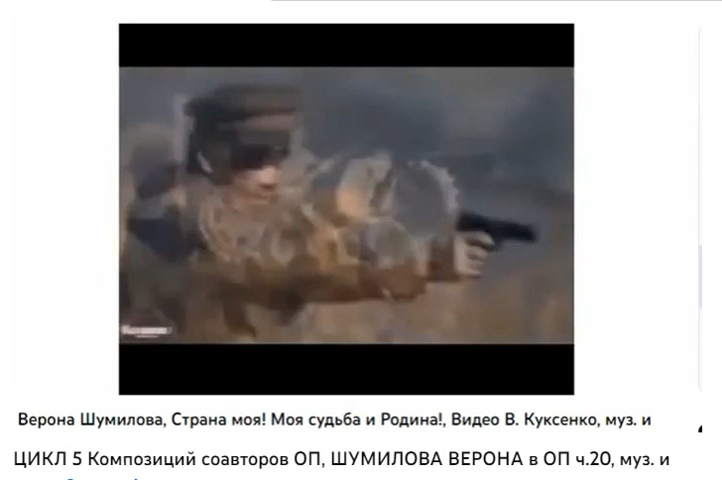 Верона Шумилова, Страна моя! Моя судьба и Родина!, Видео В. Куксенко, муз. и
ЦИКЛ 5 Композиций соавторов ОП, ШУМИЛОВА ВЕРОНА в ОП ч.20, муз. и